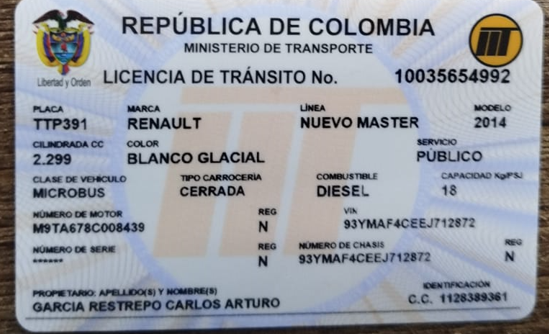 REPÚBLICA DE COLOMBIA
MINISTERIO DE TRANSPORTE
Libertad y Orden
LICENCIA DE TRÁNSITO No. 10035654992
PLACA MARCA LÍNEA MODELO
TTP391 RENAULT NUEVO MASTER 2014
CILINDRADA CC COLOR SERVICIO
2.299 BLANCO GLACIAL PÚBLICO
CLASE DE VEHÍCULO TIPO CARROCERÍA COMBUSTIBLE CAPACIDAD Kg/PSJ
MICROBUS CERRADA DIESEL 18
NÚMERO DE MOTOR REG VIN
M9TA678C008439 N 93YMAF4CEEJ712872
NÚMERO DE SERIE REG NÚMERO DE CHASIS REG
****** N 93YMAF4CEEJ712872 N
PROPIETARIO: APELLIDO(S) Y NOMBRE(S) IDENTIFICACIÓN
GARCIA RESTREPO CARLOS ARTURO C.C. 1128389361